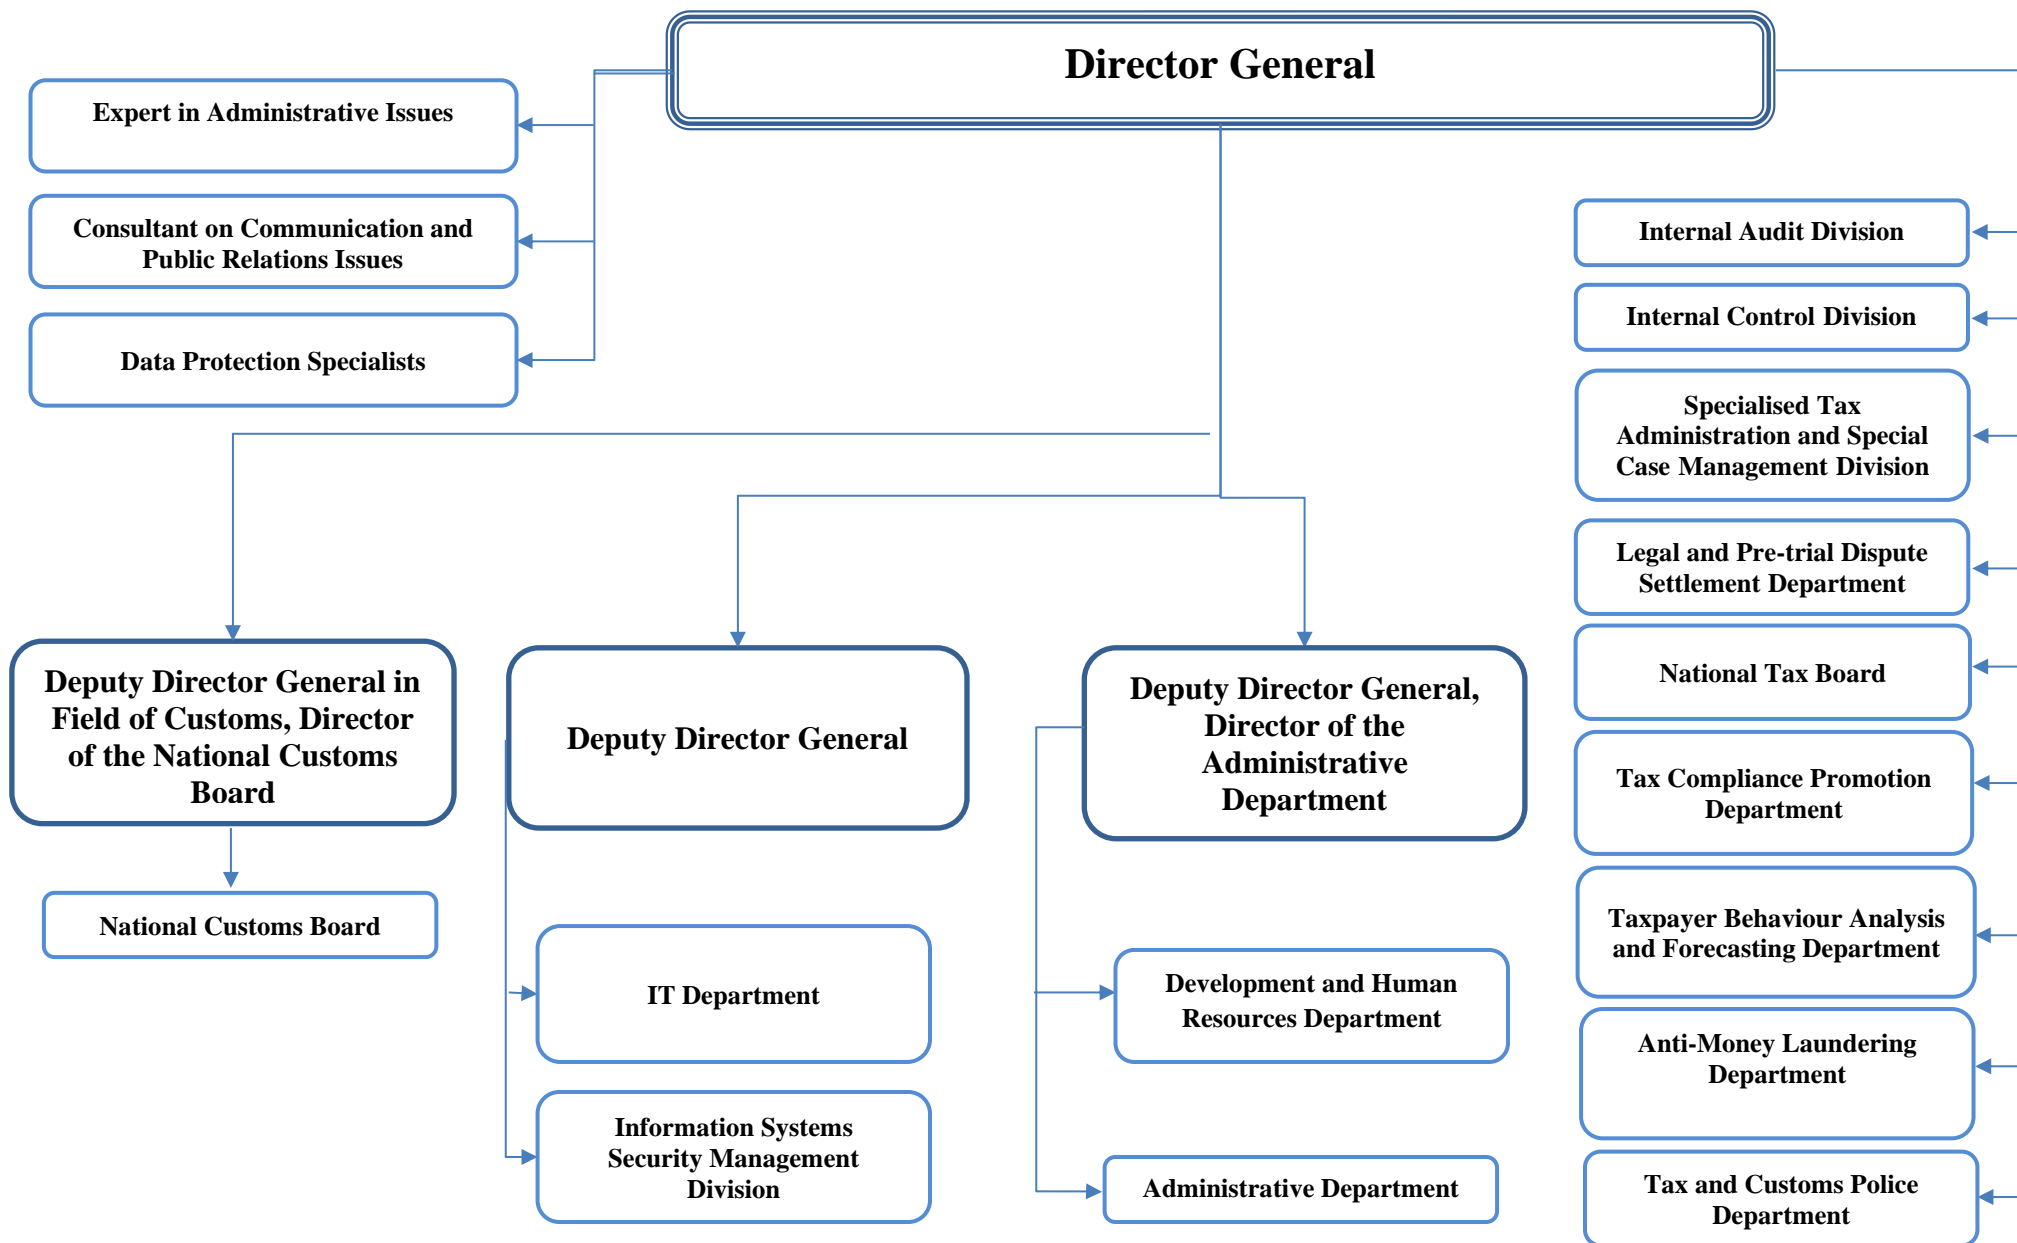 Director General
Expert in Administrative Issues
Consultant on Communication and
Public Relations Issues
Data Protection Specialists
Internal Audit Division
Internal Control Division
Specialised Tax
Administration and Special
Case Management Division
Legal and Pre-trial Dispute
Settlement Department
National Tax Board
Tax Compliance Promotion
Department
Taxpayer Behaviour Analysis
and Forecasting Department
Anti-Money Laundering
Department
Tax and Customs Police
Department
Deputy Director General in
Field of Customs, Director
of the National Customs
Board
National Customs Board
Deputy Director General
IT Department
Information Systems
Security Management
Division
Deputy Director General,
Director of the
Administrative
Department
Development and Human
Resources Department
Administrative Department